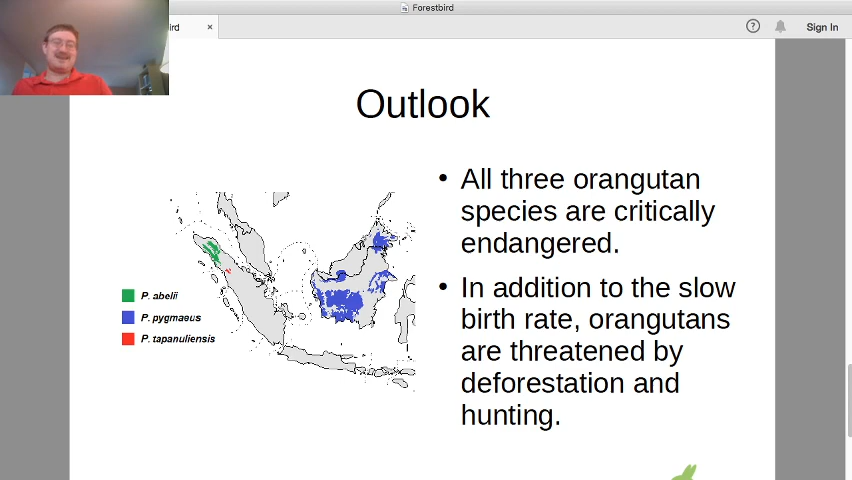 Forestbird
ird ×
? Sign In
Outlook
• All three orangutan
species are critically
endangered.
• In addition to the slow
birth rate, orangutans
are threatened by
deforestation and
hunting.
P. abelii
P. pygmaeus
P. tapanuliensis